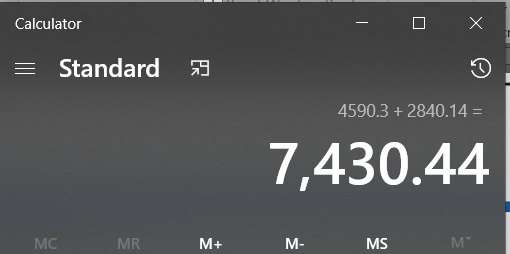 Calculator
Standard
4590.3 + 2840.14 =
7,430.44
MC MR M+ M- MS M˅